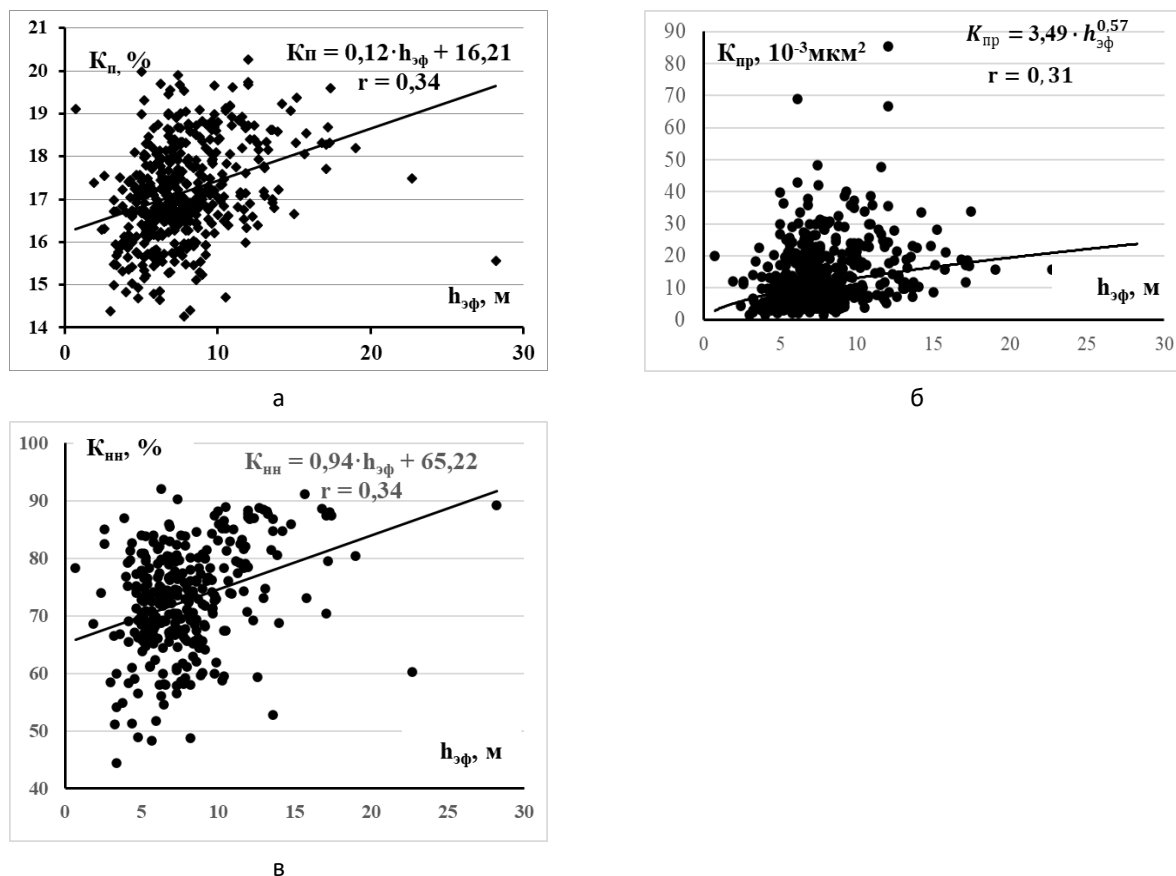 21
20
19
18
17
16
15
14
Кп, %
Кп = 0,12·hэф + 16,21
r = 0,34
hэф, м
0
10
20
30
а
90
80
70
60
50
40
30
20
10
0
Кпр, 10⁻³мкм²
Kпр = 3,49 · hэф^0,57
r = 0,31
hэф, м
0
5
10
15
20
25
30
б
100
90
80
70
60
50
40
Кнн, %
Кнн = 0,94·hэф + 65,22
r = 0,34
hэф, м
0
5
10
15
20
25
30
в